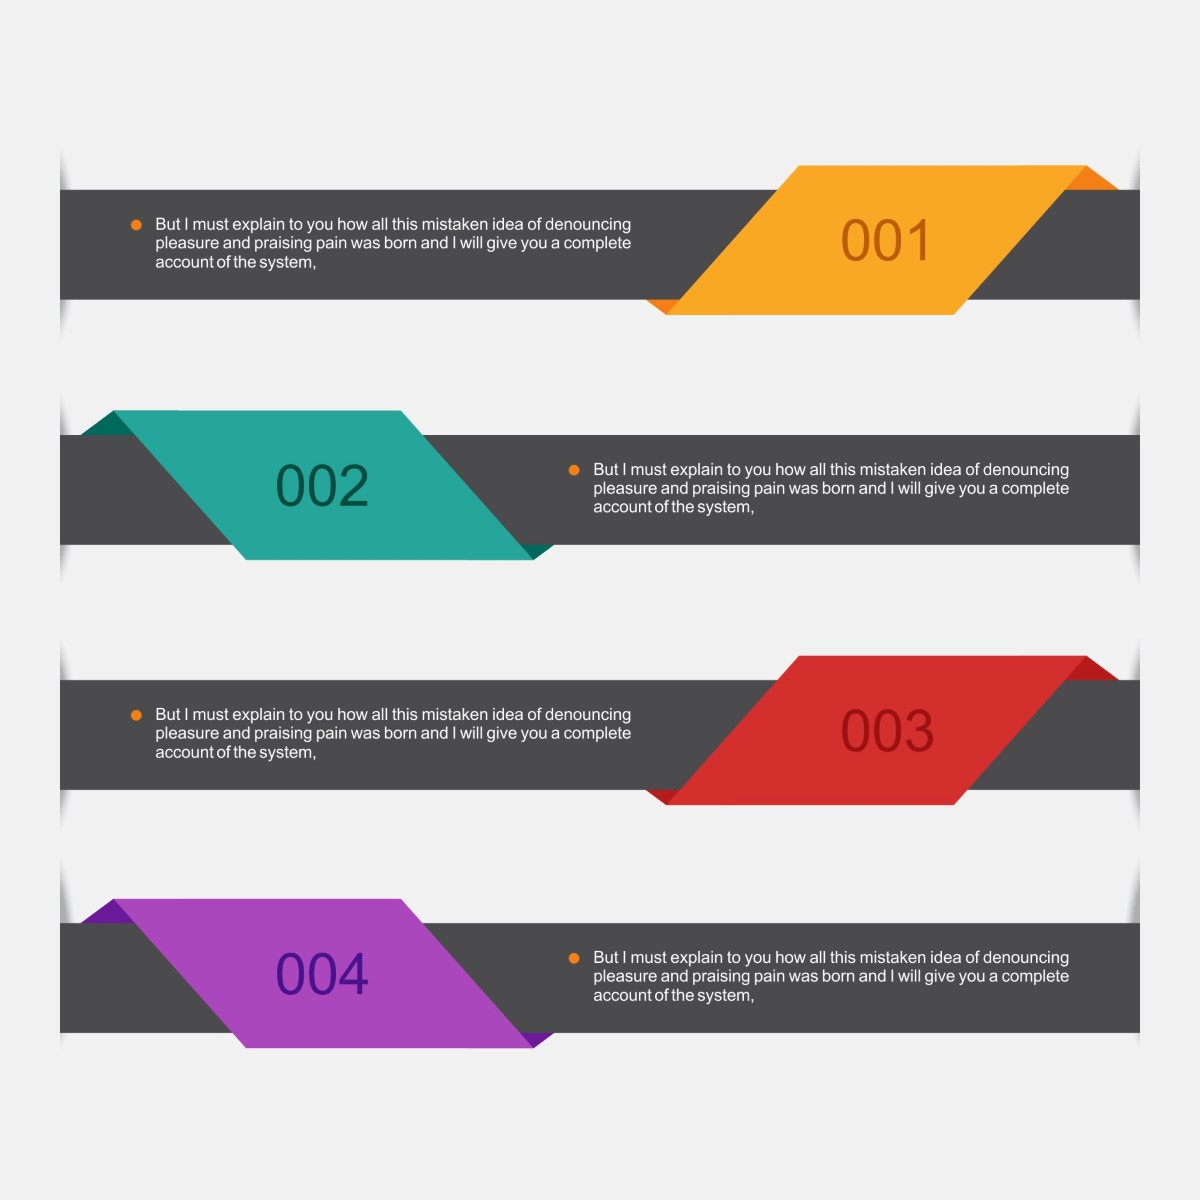 But I must explain to you how all this mistaken idea of denouncing
pleasure and praising pain was born and I will give you a complete
account of the system,
001
002
But I must explain to you how all this mistaken idea of denouncing
pleasure and praising pain was born and I will give you a complete
account of the system,
But I must explain to you how all this mistaken idea of denouncing
pleasure and praising pain was born and I will give you a complete
account of the system,
003
004
But I must explain to you how all this mistaken idea of denouncing
pleasure and praising pain was born and I will give you a complete
account of the system,